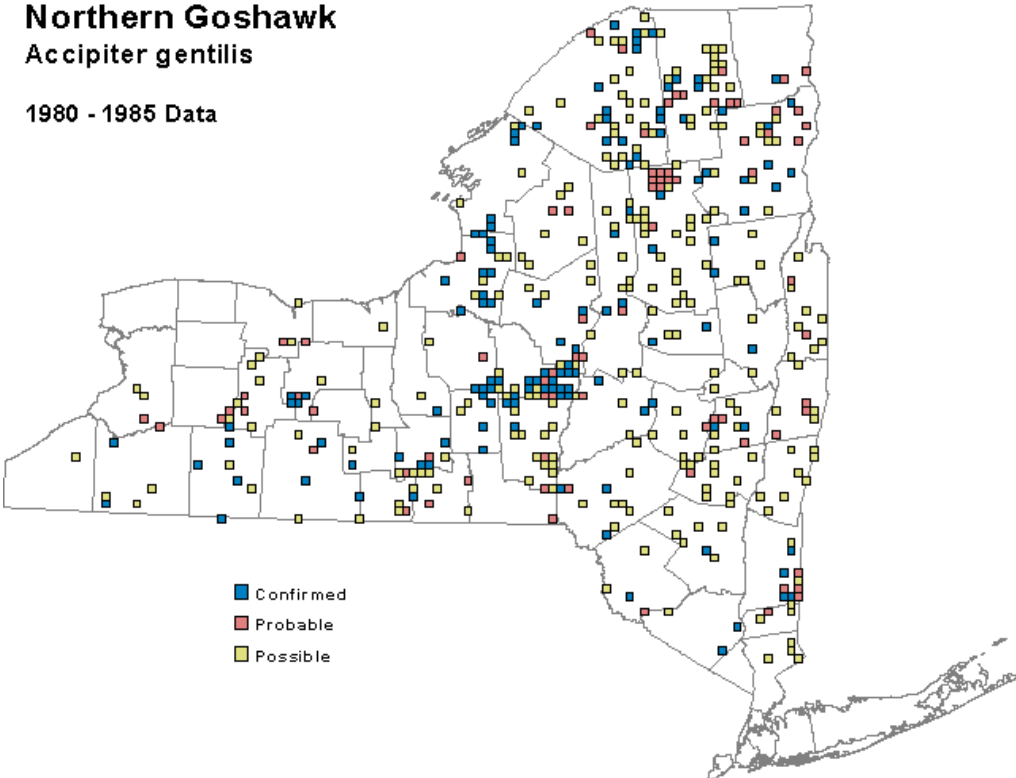 Northern Goshawk
Accipiter gentilis
1980 - 1985 Data
Confirmed
Probable
Possible